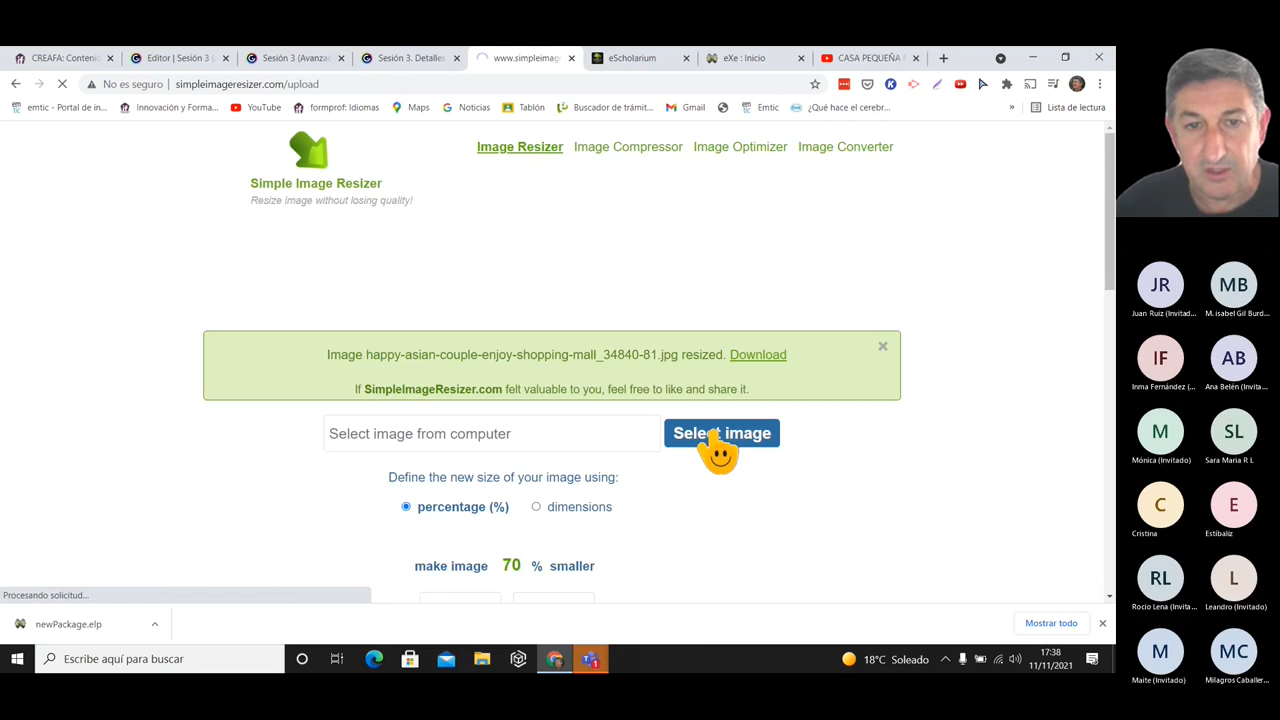 CREAFA: Conteni
Editor | Sesión 3 (
Sesión 3 (Avanza
Sesión 3. Detalles
www.simpleimag
eScholarium
eXe : Inicio
CASA PEQUEÑA
No es seguro | simpleimageresizer.com/upload
emtic - Portal de in...
Innovación y Forma...
YouTube
formprof: Idiomas
Maps
Noticias
Tablón
Buscador de trámit...
Gmail
Emtic
¿Qué hace el cerebr...
»
Lista de lectura
Image Resizer
Image Compressor
Image Optimizer
Image Converter
Simple Image Resizer
Resize image without losing quality!
Image happy-asian-couple-enjoy-shopping-mall_34840-81.jpg resized. Download
If SimpleImageResizer.com felt valuable to you, feel free to like and share it.
Select image from computer
Select image
Define the new size of your image using:
percentage (%)
dimensions
make image 70 % smaller
Procesando solicitud...
newPackage.elp
Mostrar todo
Escribe aquí para buscar
18°C Soleado
17:38
11/11/2021
JR
MB
Juan Ruiz (Invitad...
M. isabel Gil Burd...
IF
AB
Inma Fernández (...
Ana Belén (Invita...
M
SL
Mónica (Invitado)
Sara Maria R L
C
E
Cristina
Estíbaliz
RL
L
Rocio Lena (Invita...
Leandro (Invitado)
M
MC
Maite (Invitado)
Milagros Caballer...